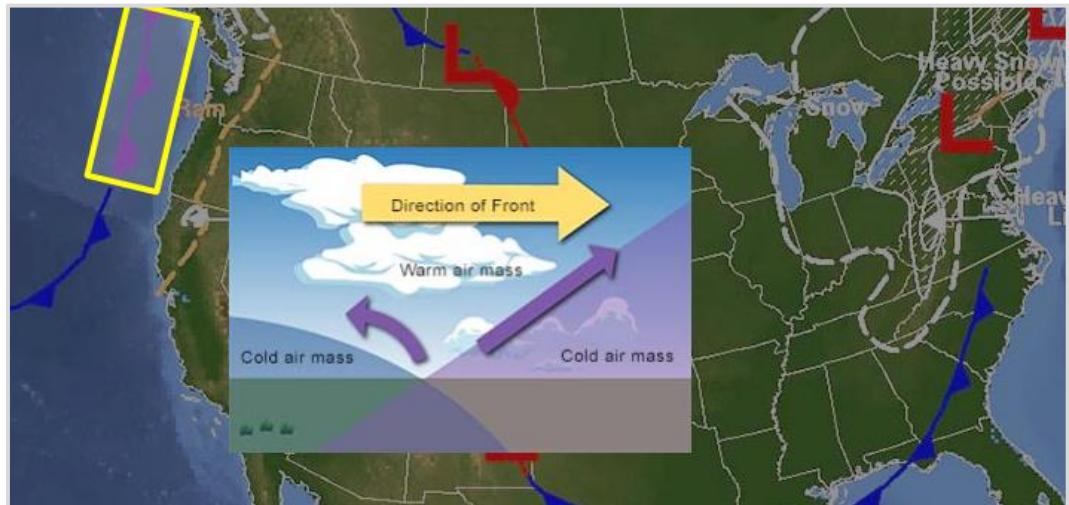 L
Rain
Snow
Heavy Snow
Possible
L
L
Direction of Front
Warm air mass
Cold air mass
Cold air mass